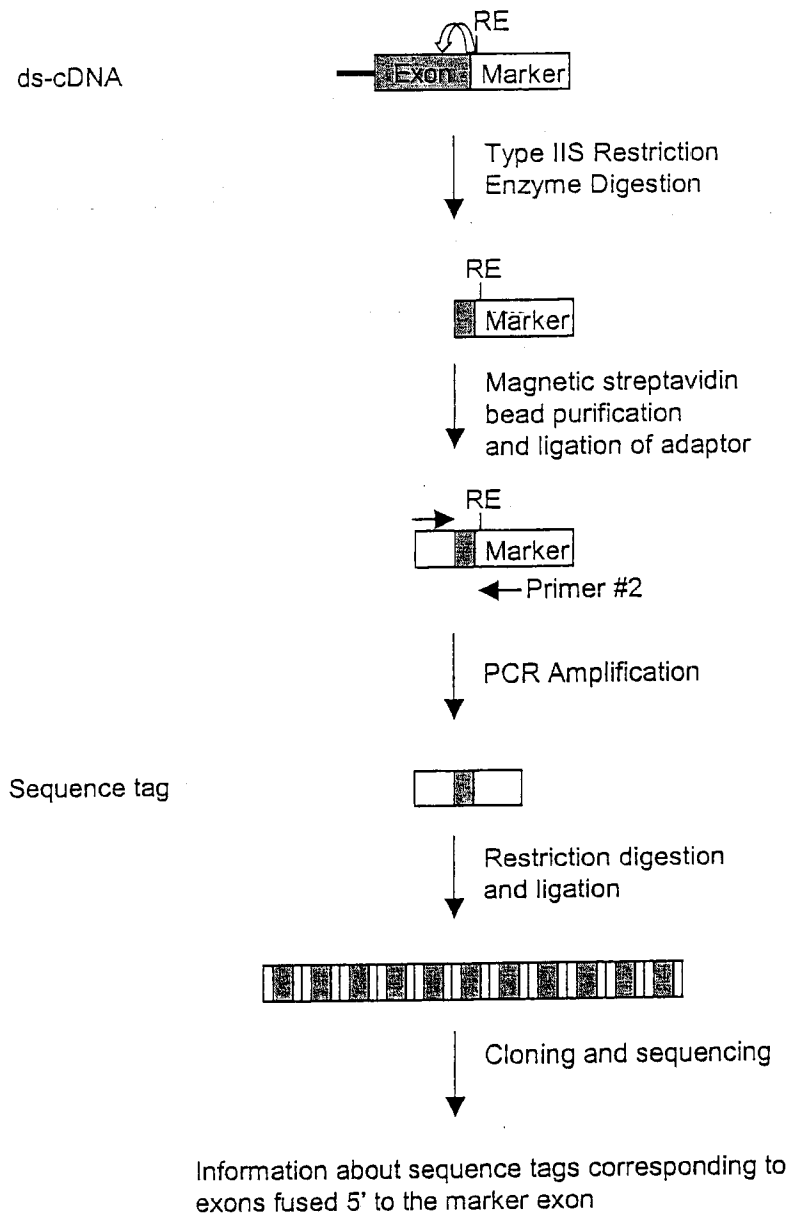 RE
ds-cDNA
Exon
Marker
Type IIS Restriction
Enzyme Digestion
RE
Marker
Magnetic streptavidin
bead purification
and ligation of adaptor
RE
Marker
Primer #2
PCR Amplification
Sequence tag
Restriction digestion
and ligation
Cloning and sequencing
Information about sequence tags corresponding to
exons fused 5' to the marker exon